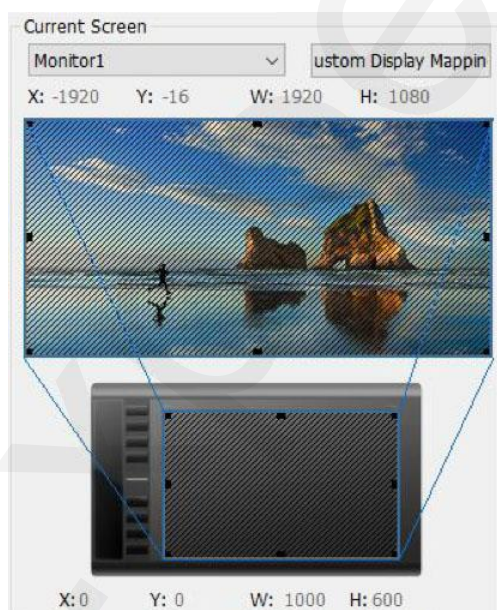 Current Screen
Monitor1 ustom Display Mappin
X: -1920 Y: -16 W: 1920 H: 1080
X: 0 Y: 0 W: 1000 H: 600